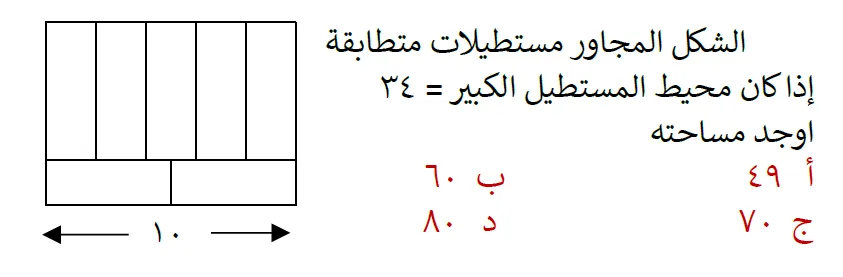 الشكل المجاور مستطيلات متطابقة
إذا كان محيط المستطيل الكبير = ٣٤
اوجد مساحته
أ ٤٩ ب ٦٠
ج ٧٠ د ٨٠
١٠